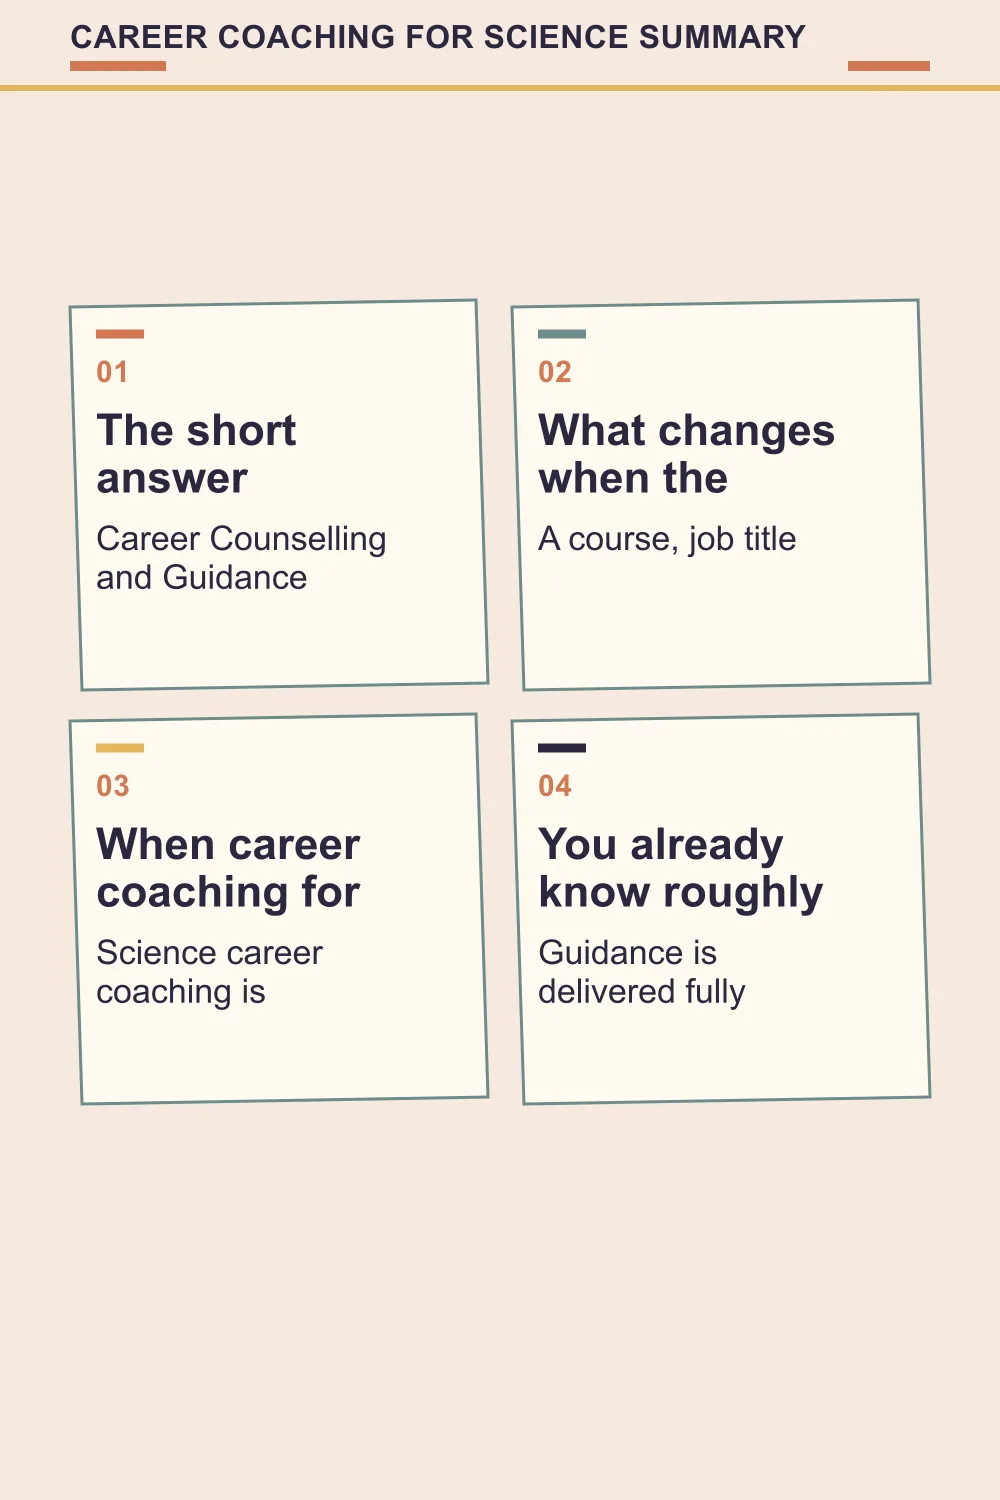 CAREER COACHING FOR SCIENCE SUMMARY
01
The short
answer
Career Counselling
and Guidance
02
What changes
when the
A course, job title
03
When career
coaching for
Science career
coaching is
04
You already
know roughly
Guidance is
delivered fully